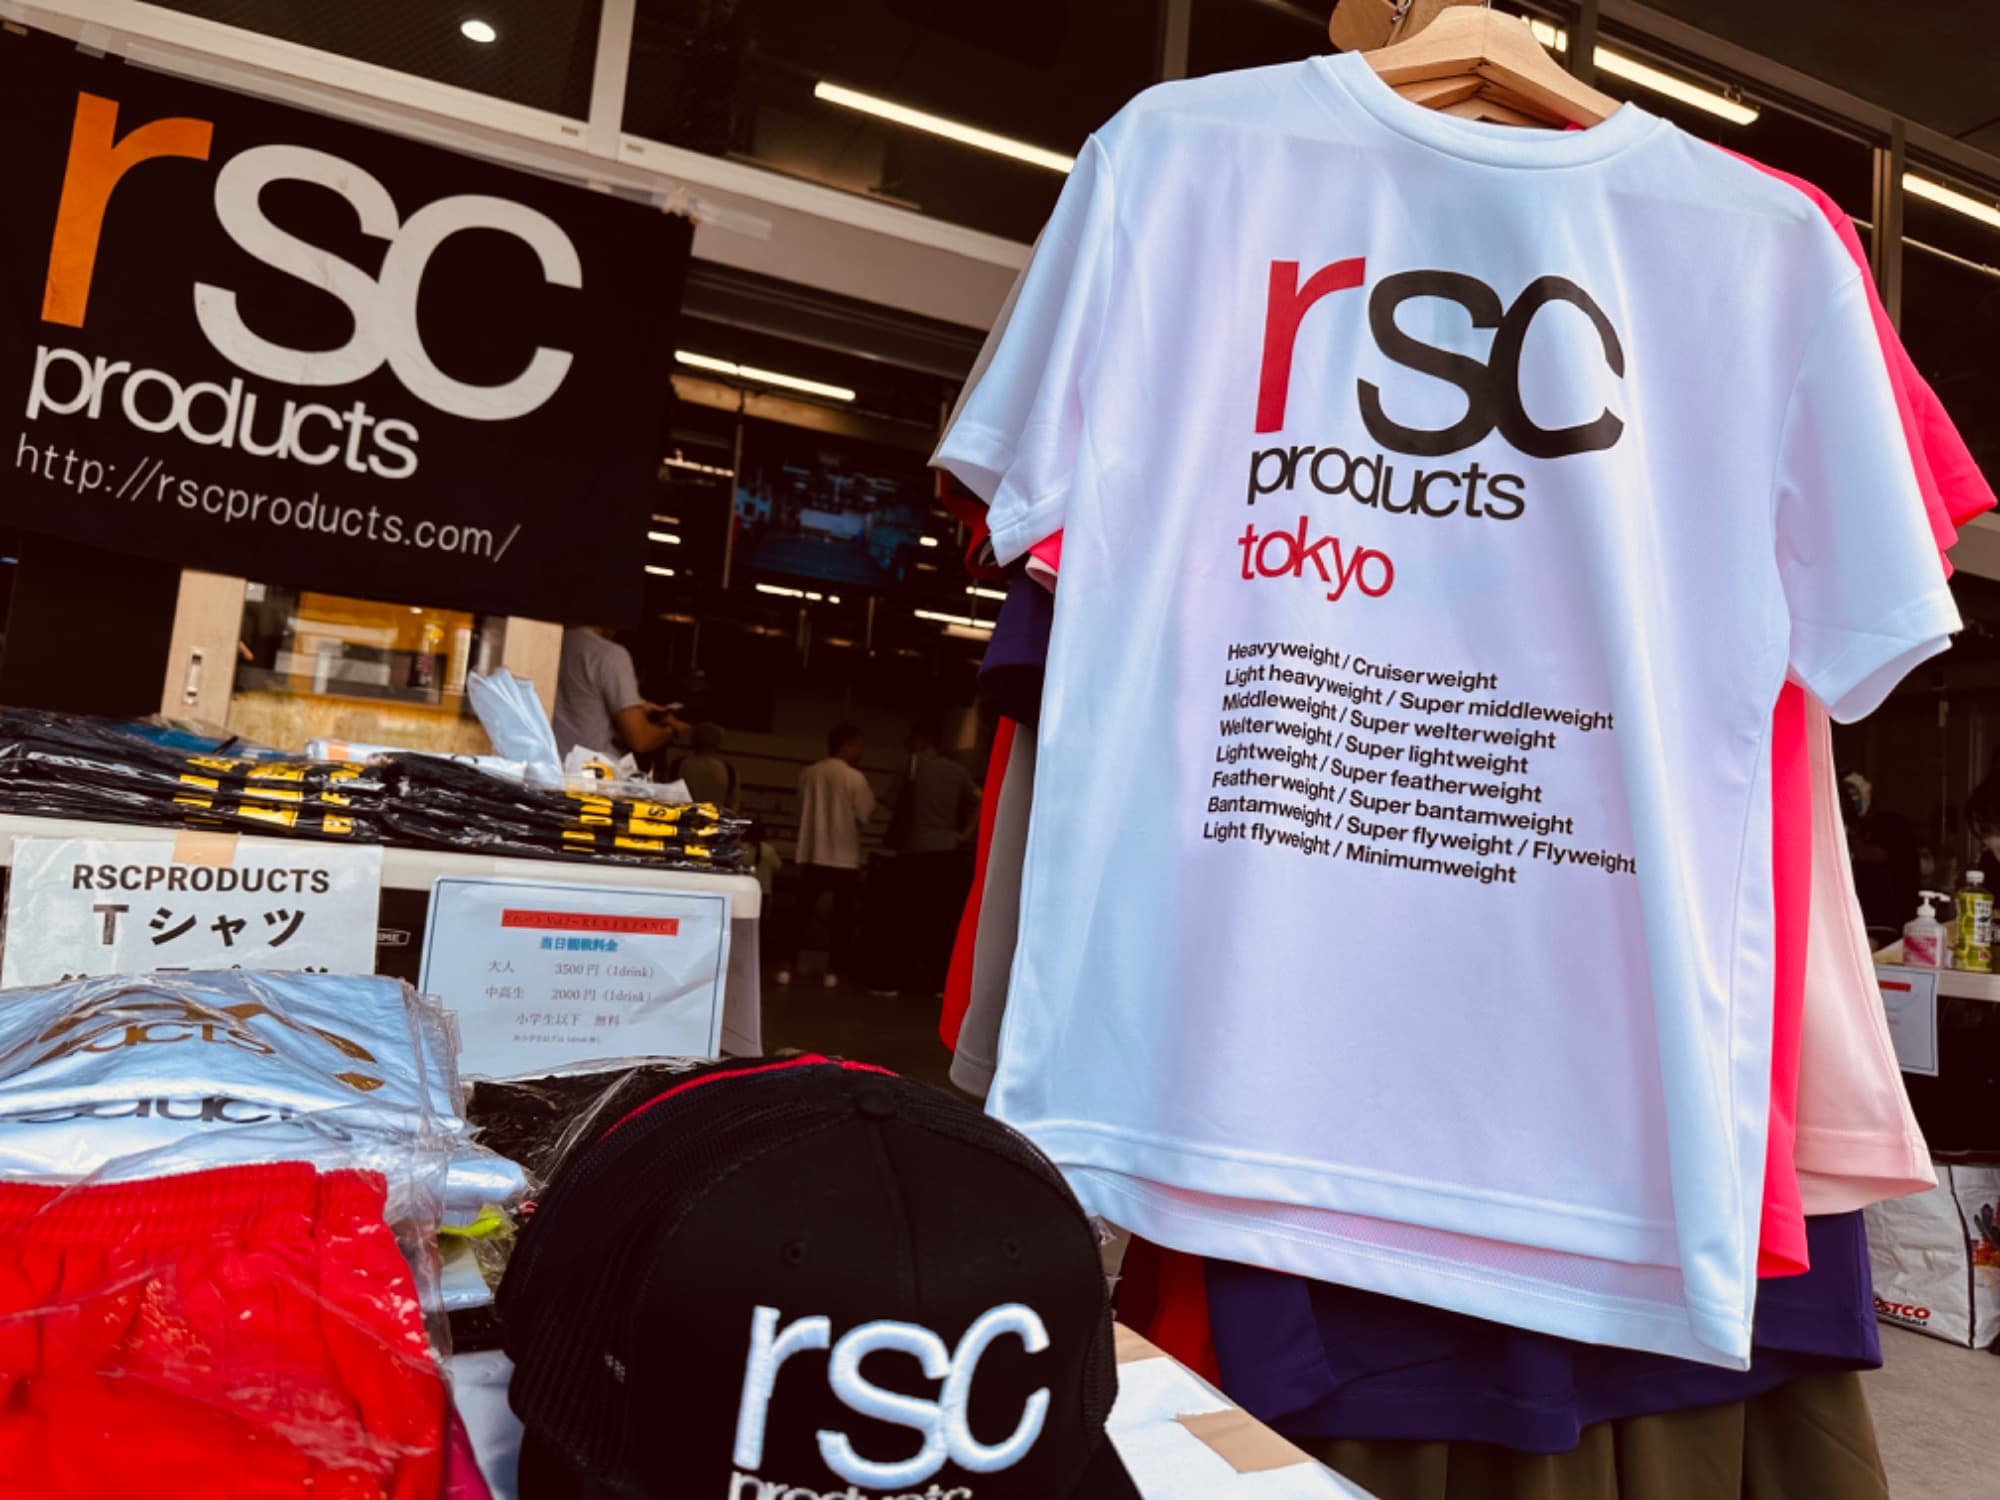 rsc
products
http://rscproducts.com/
rsc
products
tokyo
Heavyweight / Cruiserweight
Light heavyweight / Super middleweight
Middleweight / Super welterweight
Welterweight / Super lightweight
Lightweight / Super featherweight
Featherweight / Super bantamweight
Bantamweight / Super flyweight / Flyweight
Light flyweight / Minimumweight
RSCPRODUCTS
Tシャツ
当日観戦料金
大人 3500円（1drink）
中高生 2000円（1drink）
小学生以下 無料
ducts
rsc
products